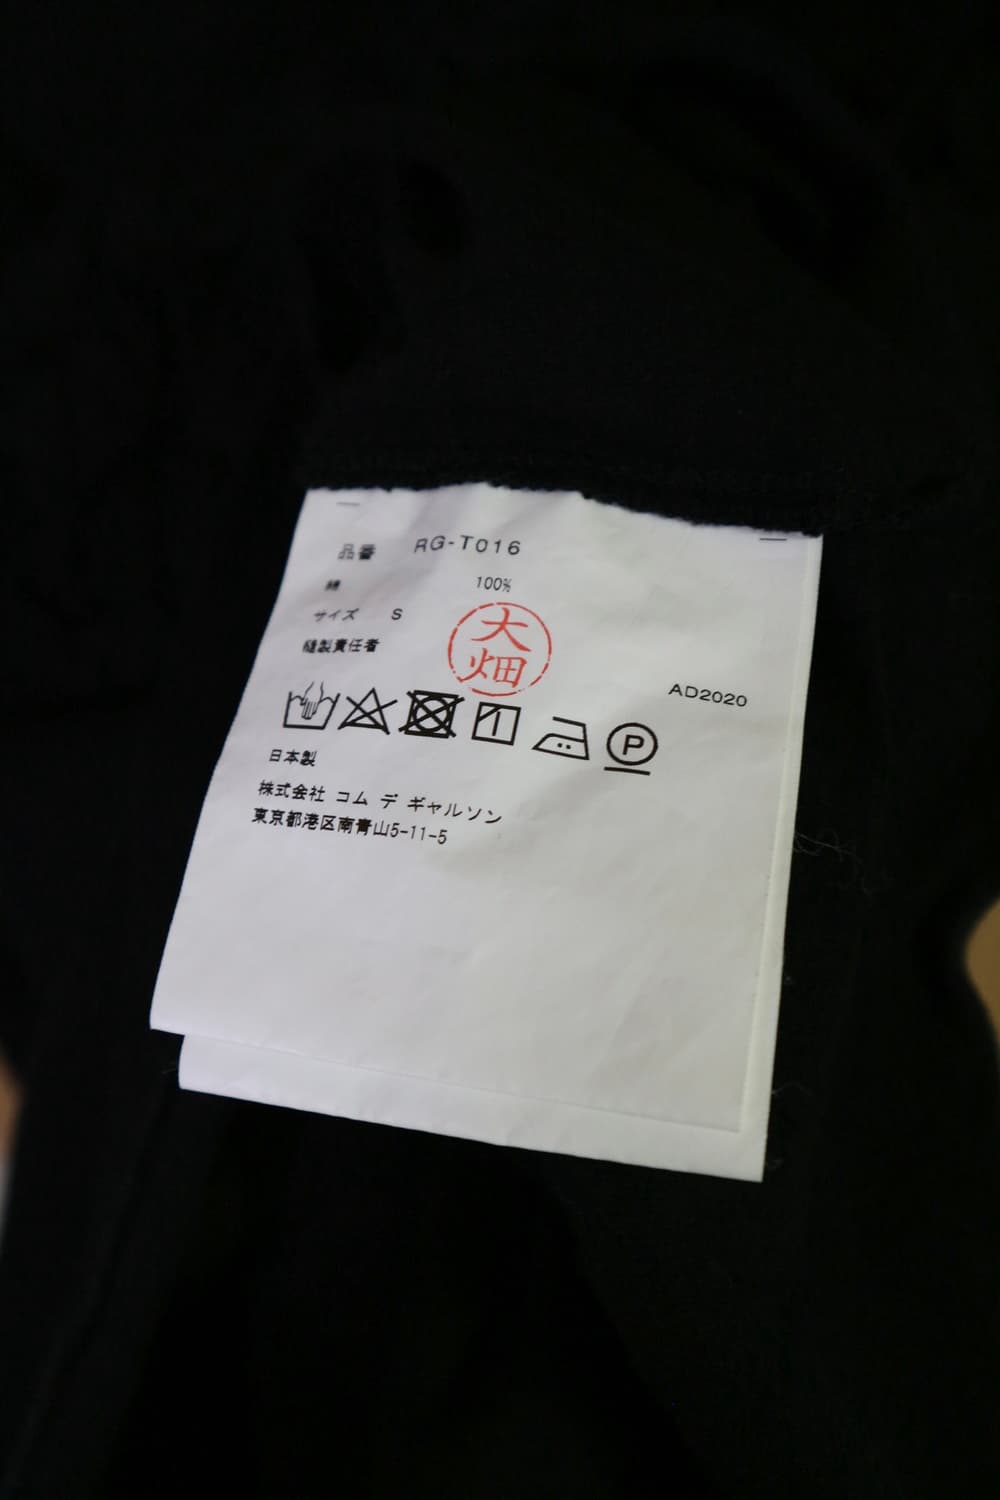 品番 RG-T016
綿 100%
サイズ S
縫製責任者 大畑
AD2020
P
日本製
株式会社 コム デ ギャルソン
東京都港区南青山5-11-5